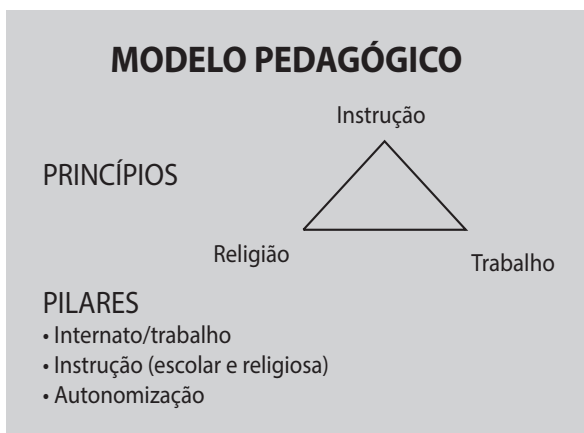 MODELO PEDAGÓGICO
Instrução
PRINCÍPIOS
Religião
Trabalho
PILARES
• Internato/trabalho
• Instrução (escolar e religiosa)
• Autonomização